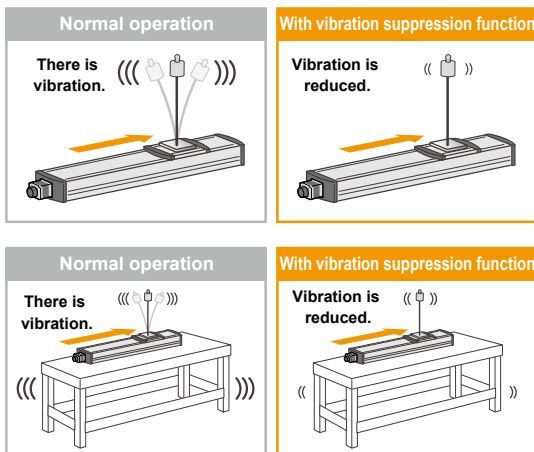 Normal operation
With vibration suppression function
There is
vibration.
Vibration is
reduced.
Normal operation
With vibration suppression function
There is
vibration.
Vibration is
reduced.